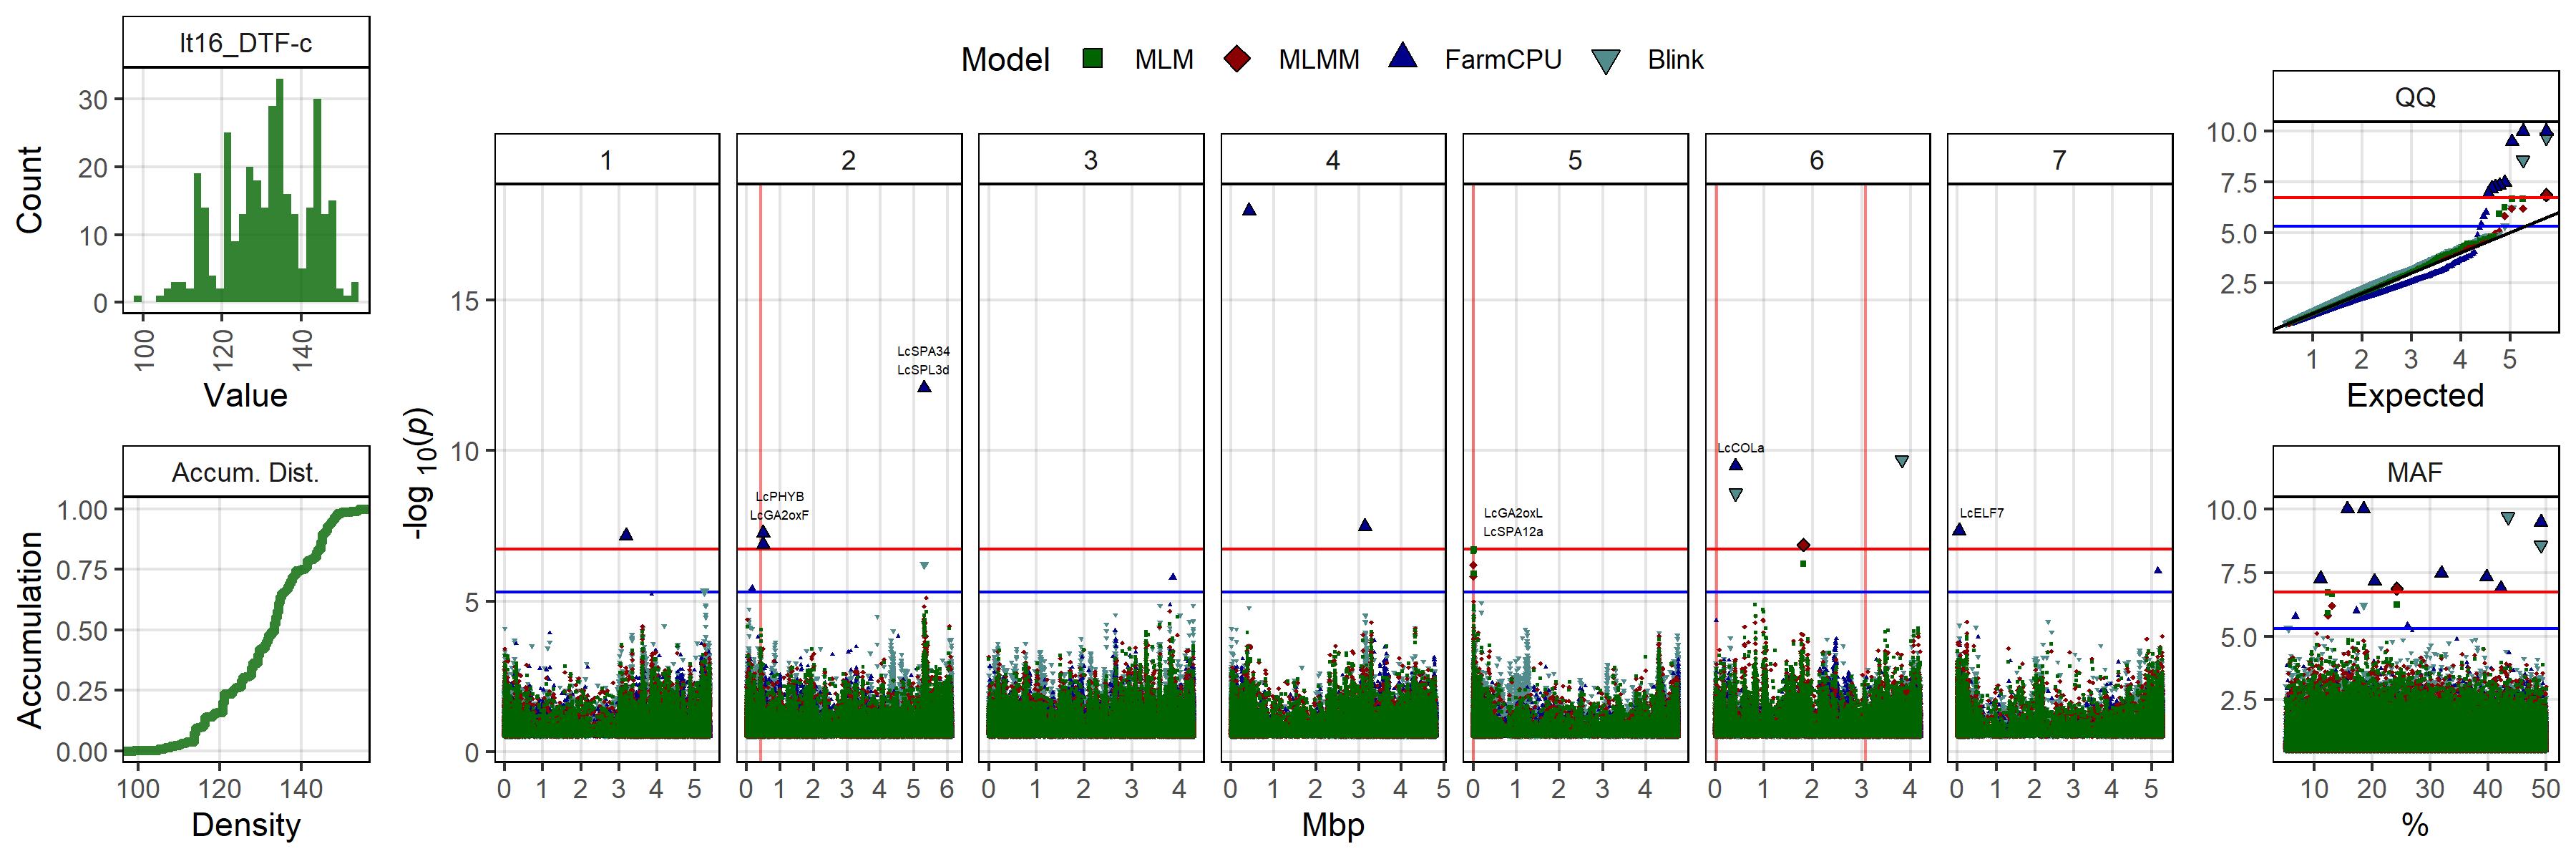 lt16_DTF-c
Count
30
20
10
0
100
120
140
Value
Accum. Dist.
Accumulation
1.00
0.75
0.50
0.25
0.00
100 120 140
Density
Model MLM MLMM FarmCPU Blink
-log 10(p)
15
10
5
0
1 2 3 4 5 6 7
LcSPA34
LcSPL3d
LcPHYB
LcGA2oxF
LcGA2oxL
LcSPA12a
LcCOLa
LcELF7
0 1 2 3 4 5
0 1 2 3 4 5 6
0 1 2 3 4
0 1 2 3 4 5
0 1 2 3 4
0 1 2 3 4
0 1 2 3 4 5
Mbp
QQ
10.0
7.5
5.0
2.5
1 2 3 4 5
Expected
MAF
10.0
7.5
5.0
2.5
10 20 30 40 50
%